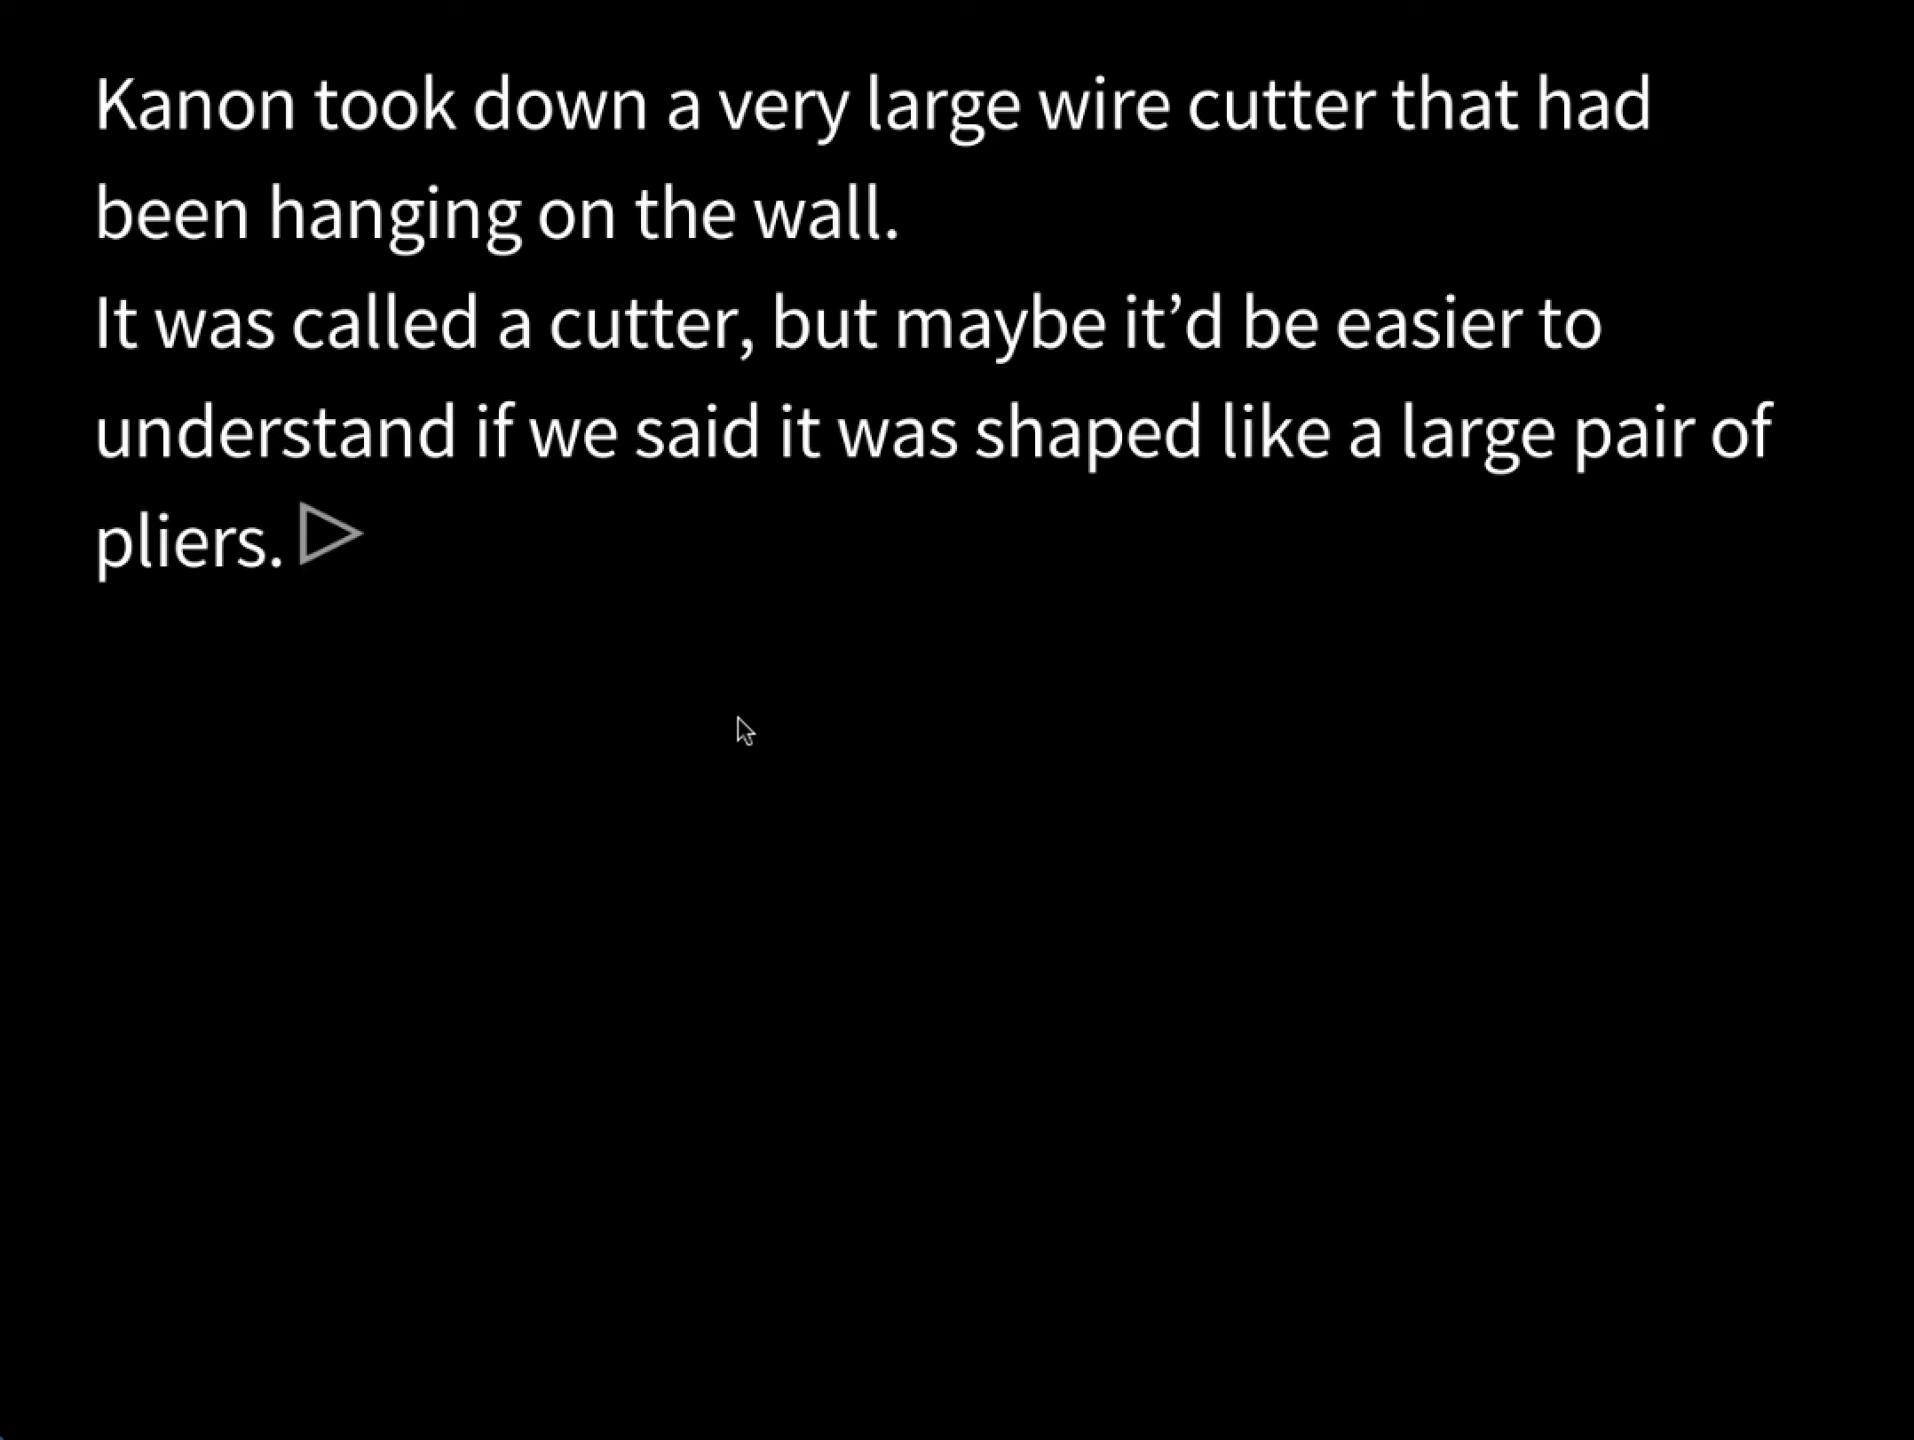 Kanon took down a very large wire cutter that had
been hanging on the wall.
It was called a cutter, but maybe it’d be easier to
understand if we said it was shaped like a large pair of
pliers.